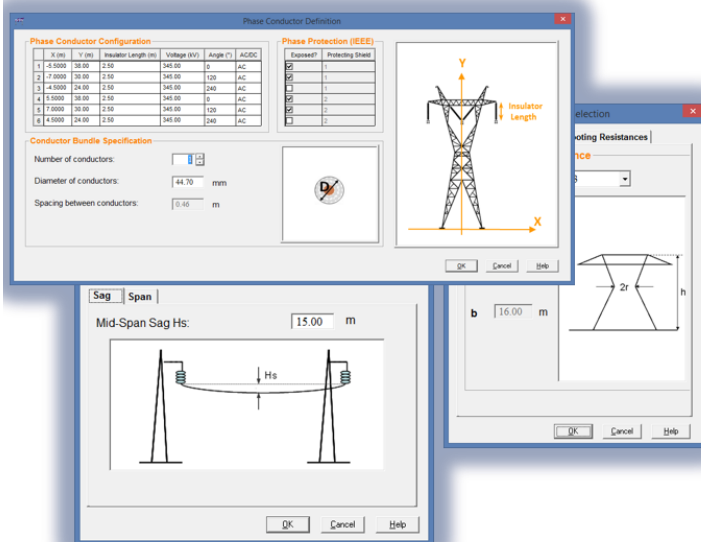 Phase Conductor Definition
Phase Conductor Configuration
X (m) Y (m) Insulator Length (m) Voltage (kV) Angle (°) AC/DC
1 -5.5000 38.00 2.50 345.00 0 AC
2 -7.0000 30.00 2.50 345.00 120 AC
3 -4.5000 24.00 2.50 345.00 240 AC
4 5.5000 38.00 2.50 345.00 0 AC
5 7.0000 30.00 2.50 345.00 120 AC
6 4.5000 24.00 2.50 345.00 240 AC
Phase Protection (IEEE)
Exposed? Protecting Shield
1
1
1
2
2
2
Y
Insulator
Length
X
Conductor Bundle Specification
Number of conductors:
Diameter of conductors: 44.70 mm
Spacing between conductors: 0.46 m
D
OK Cancel Help
election
ooting Resistances
nce
2r
h
b 16.00 m
OK Cancel Help
Sag Span
Mid-Span Sag Hs: 15.00 m
Hs
OK Cancel Help